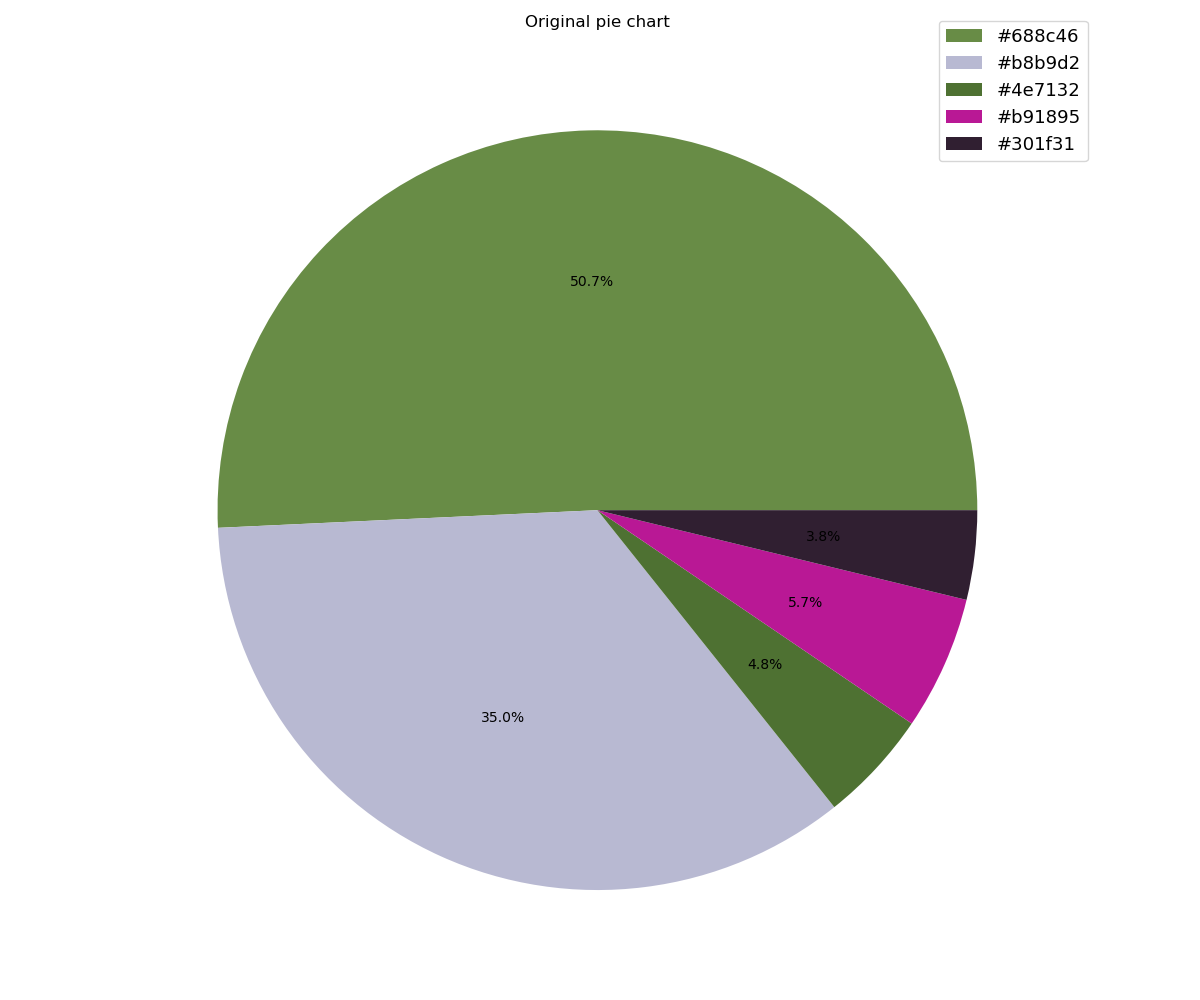 Original pie chart
#688c46
#b8b9d2
#4e7132
#b91895
#301f31
50.7%
3.8%
5.7%
4.8%
35.0%